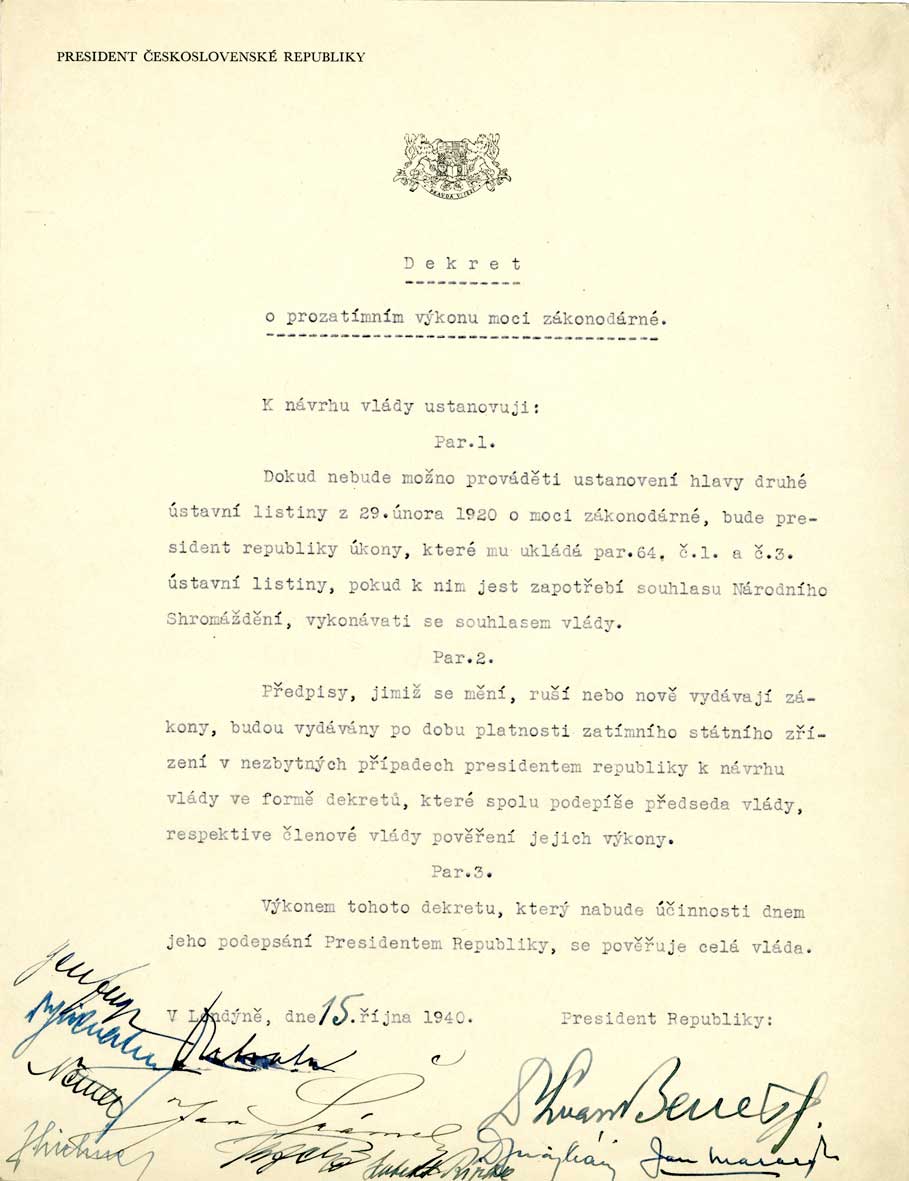 PRESIDENT ČESKOSLOVENSKÉ REPUBLIKY
PRAVDA VÍTĚZÍ
Dekret
o prozatímním výkonu moci zákonodárné.
K návrhu vlády ustanovuji:
Par.1.
Dokud nebude možno prováděti ustanovení hlavy druhé
ústavní listiny z 29.února 1920 o moci zákonodárné, bude pre-
sident republiky úkony, které mu ukládá par.64, č.1. a č.3.
ústavní listiny, pokud k nim jest zapotřebí souhlasu Národního
Shromáždění, vykonávati se souhlasem vlády.
Par.2.
Předpisy, jimiž se mění, ruší nebo nově vydávají zá-
kony, budou vydávány po dobu platnosti zatímního státního zří-
zení v nezbytných případech presidentem republiky k návrhu
vlády ve formě dekretů, které spolu podepíše předseda vlády,
respektive členové vlády pověření jejich výkony.
Par.3.
Výkonem tohoto dekretu, který nabude účinnosti dnem
jeho podepsání Presidentem Republiky, se pověřuje celá vláda.
V Londýně, dne 15. října 1940. President Republiky:
Němec
Dr Edvard Beneš
Jan Šrámek
Jan Masaryk